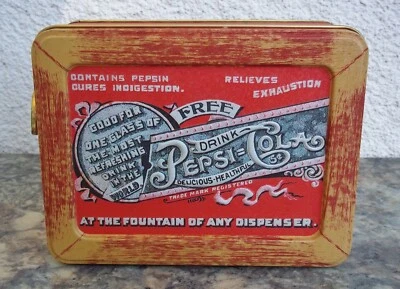 CONTAINS PEPSIN
CURES INDIGESTION.
RELIEVES
EXHAUSTION
FREE
GOOD FOR
ONE GLASS OF
THE MOST
REFRESHING
DRINK
IN THE
WORLD
DRINK
PEPSI-COLA
5¢
DELICIOUS-HEALTHFUL
TRADE MARK REGISTERED
AT THE FOUNTAIN OF ANY DISPENSER.